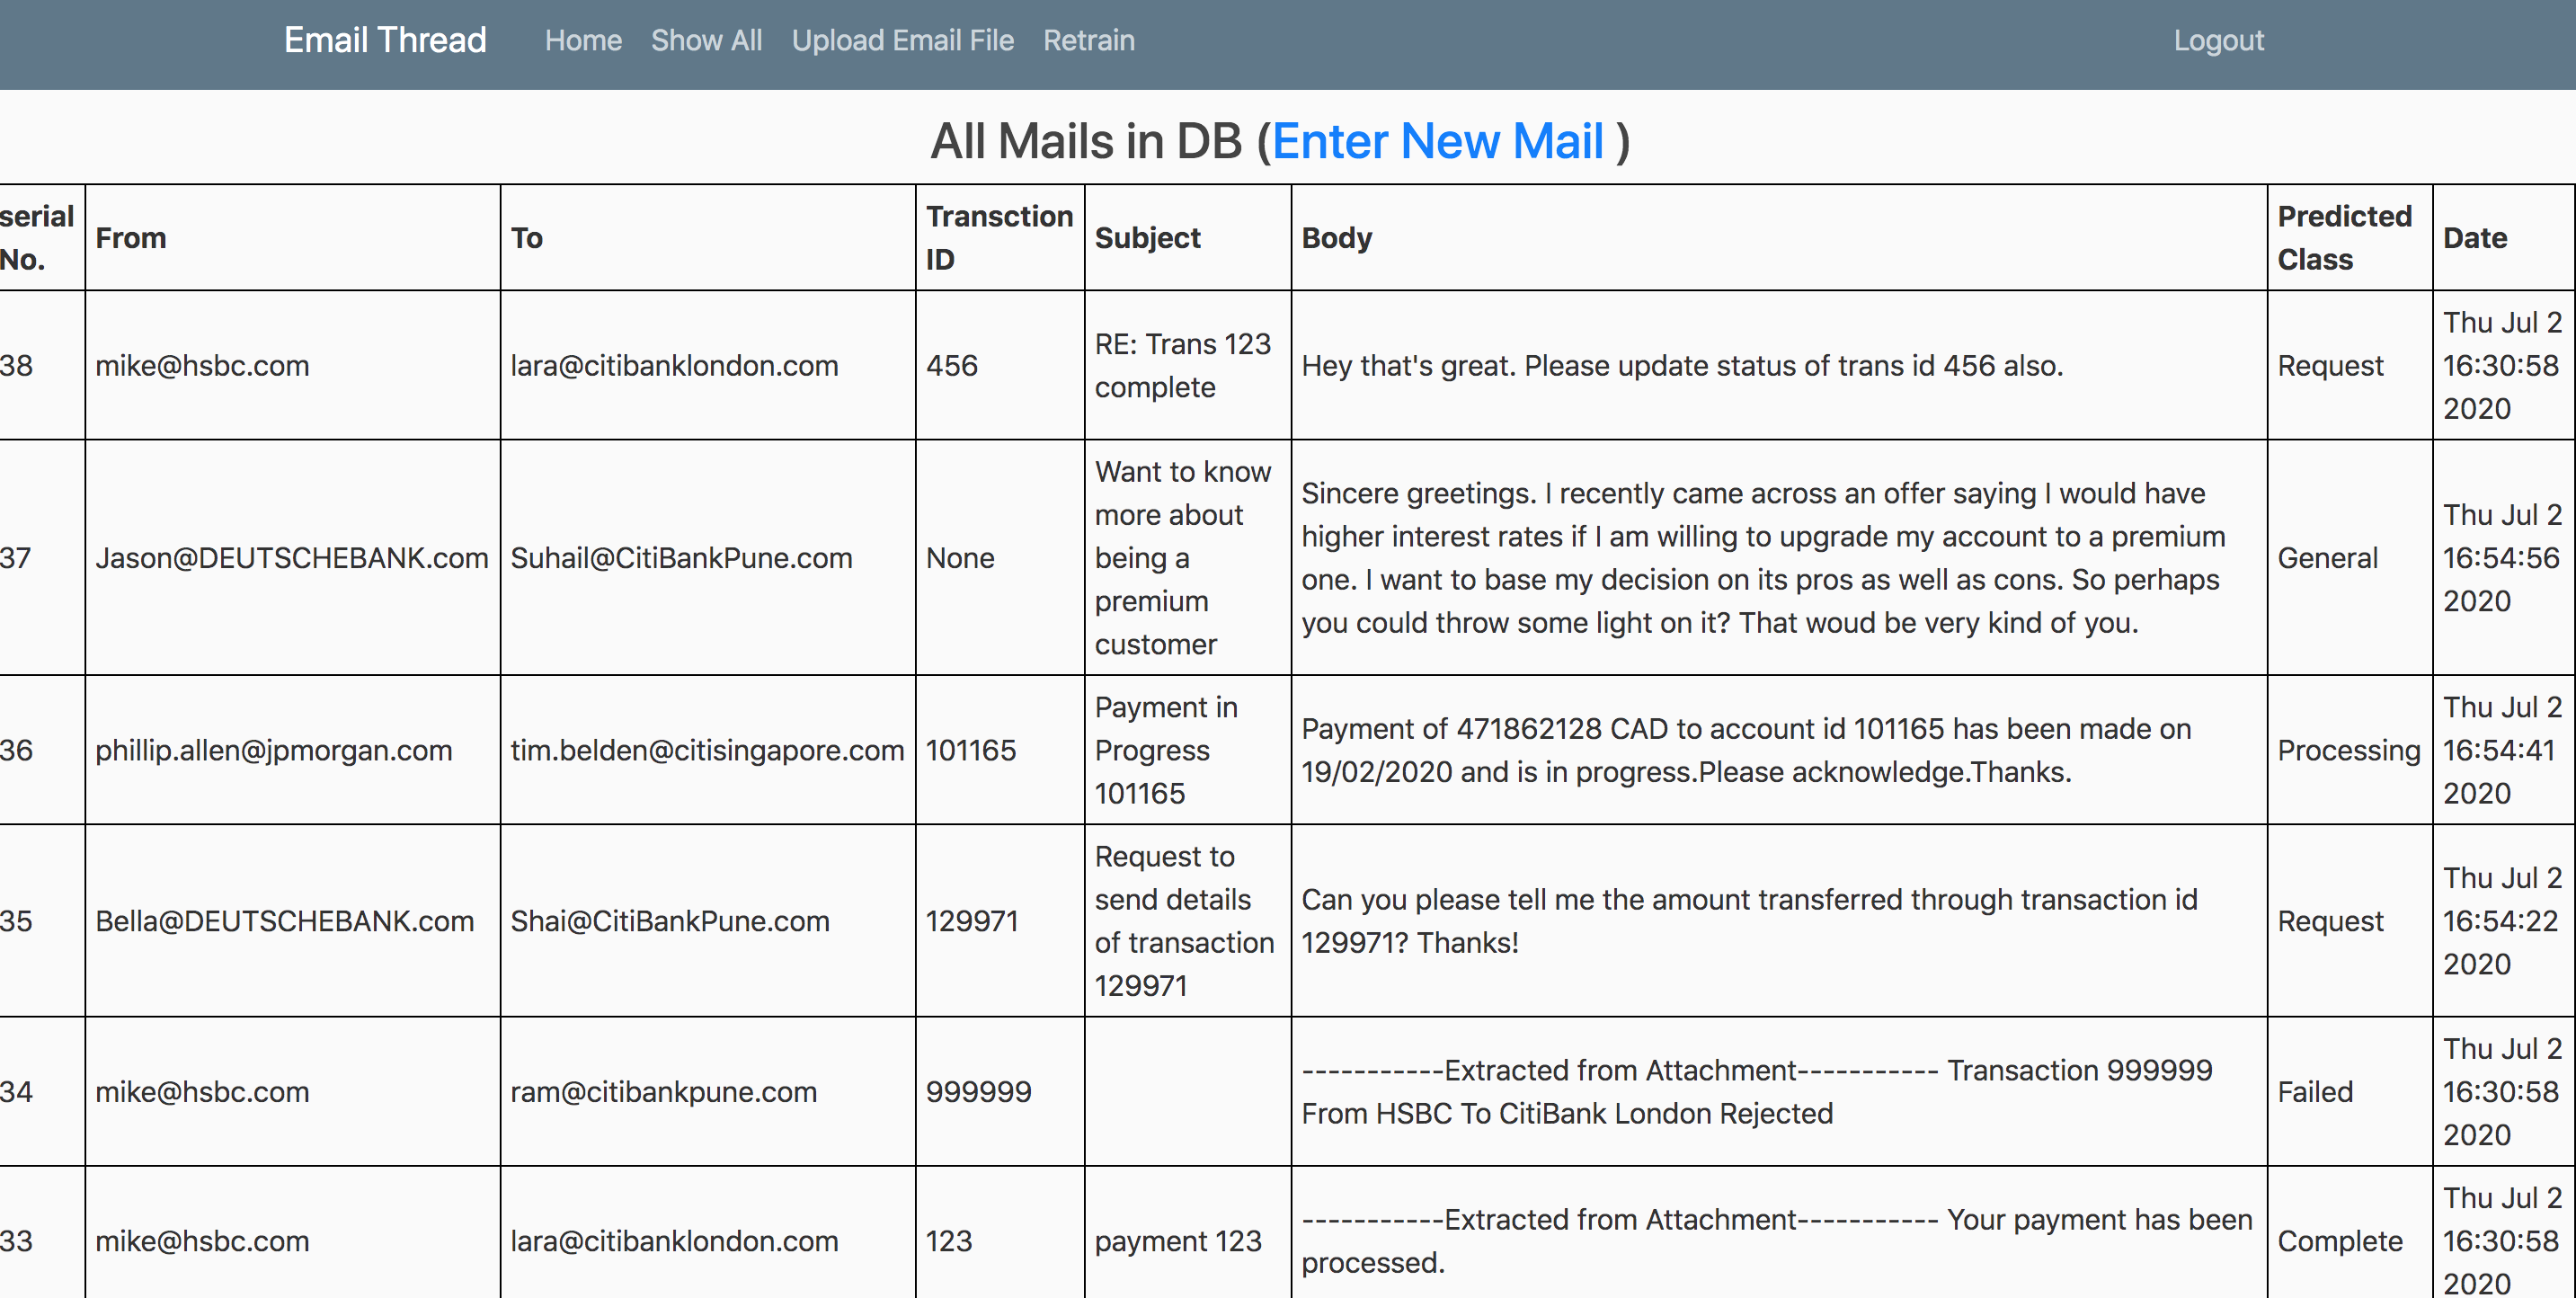 Email Thread Home Show All Upload Email File Retrain Logout
All Mails in DB (Enter New Mail )
serial No. From To Transction ID Subject Body Predicted Class Date
38 mike@hsbc.com lara@citibanklondon.com 456 RE: Trans 123 complete Hey that's great. Please update status of trans id 456 also. Request Thu Jul 2 16:30:58 2020
37 Jason@DEUTSCHEBANK.com Suhail@CitiBankPune.com None Want to know more about being a premium customer Sincere greetings. I recently came across an offer saying I would have higher interest rates if I am willing to upgrade my account to a premium one. I want to base my decision on its pros as well as cons. So perhaps you could throw some light on it? That woud be very kind of you. General Thu Jul 2 16:54:56 2020
36 phillip.allen@jpmorgan.com tim.belden@citisingapore.com 101165 Payment in Progress 101165 Payment of 471862128 CAD to account id 101165 has been made on 19/02/2020 and is in progress.Please acknowledge.Thanks. Processing Thu Jul 2 16:54:41 2020
35 Bella@DEUTSCHEBANK.com Shai@CitiBankPune.com 129971 Request to send details of transaction 129971 Can you please tell me the amount transferred through transaction id 129971? Thanks! Request Thu Jul 2 16:54:22 2020
34 mike@hsbc.com ram@citibankpune.com 999999 -----------Extracted from Attachment----------- Transaction 999999 From HSBC To CitiBank London Rejected Failed Thu Jul 2 16:30:58 2020
33 mike@hsbc.com lara@citibanklondon.com 123 payment 123 -----------Extracted from Attachment----------- Your payment has been processed. Complete Thu Jul 2 16:30:58 2020